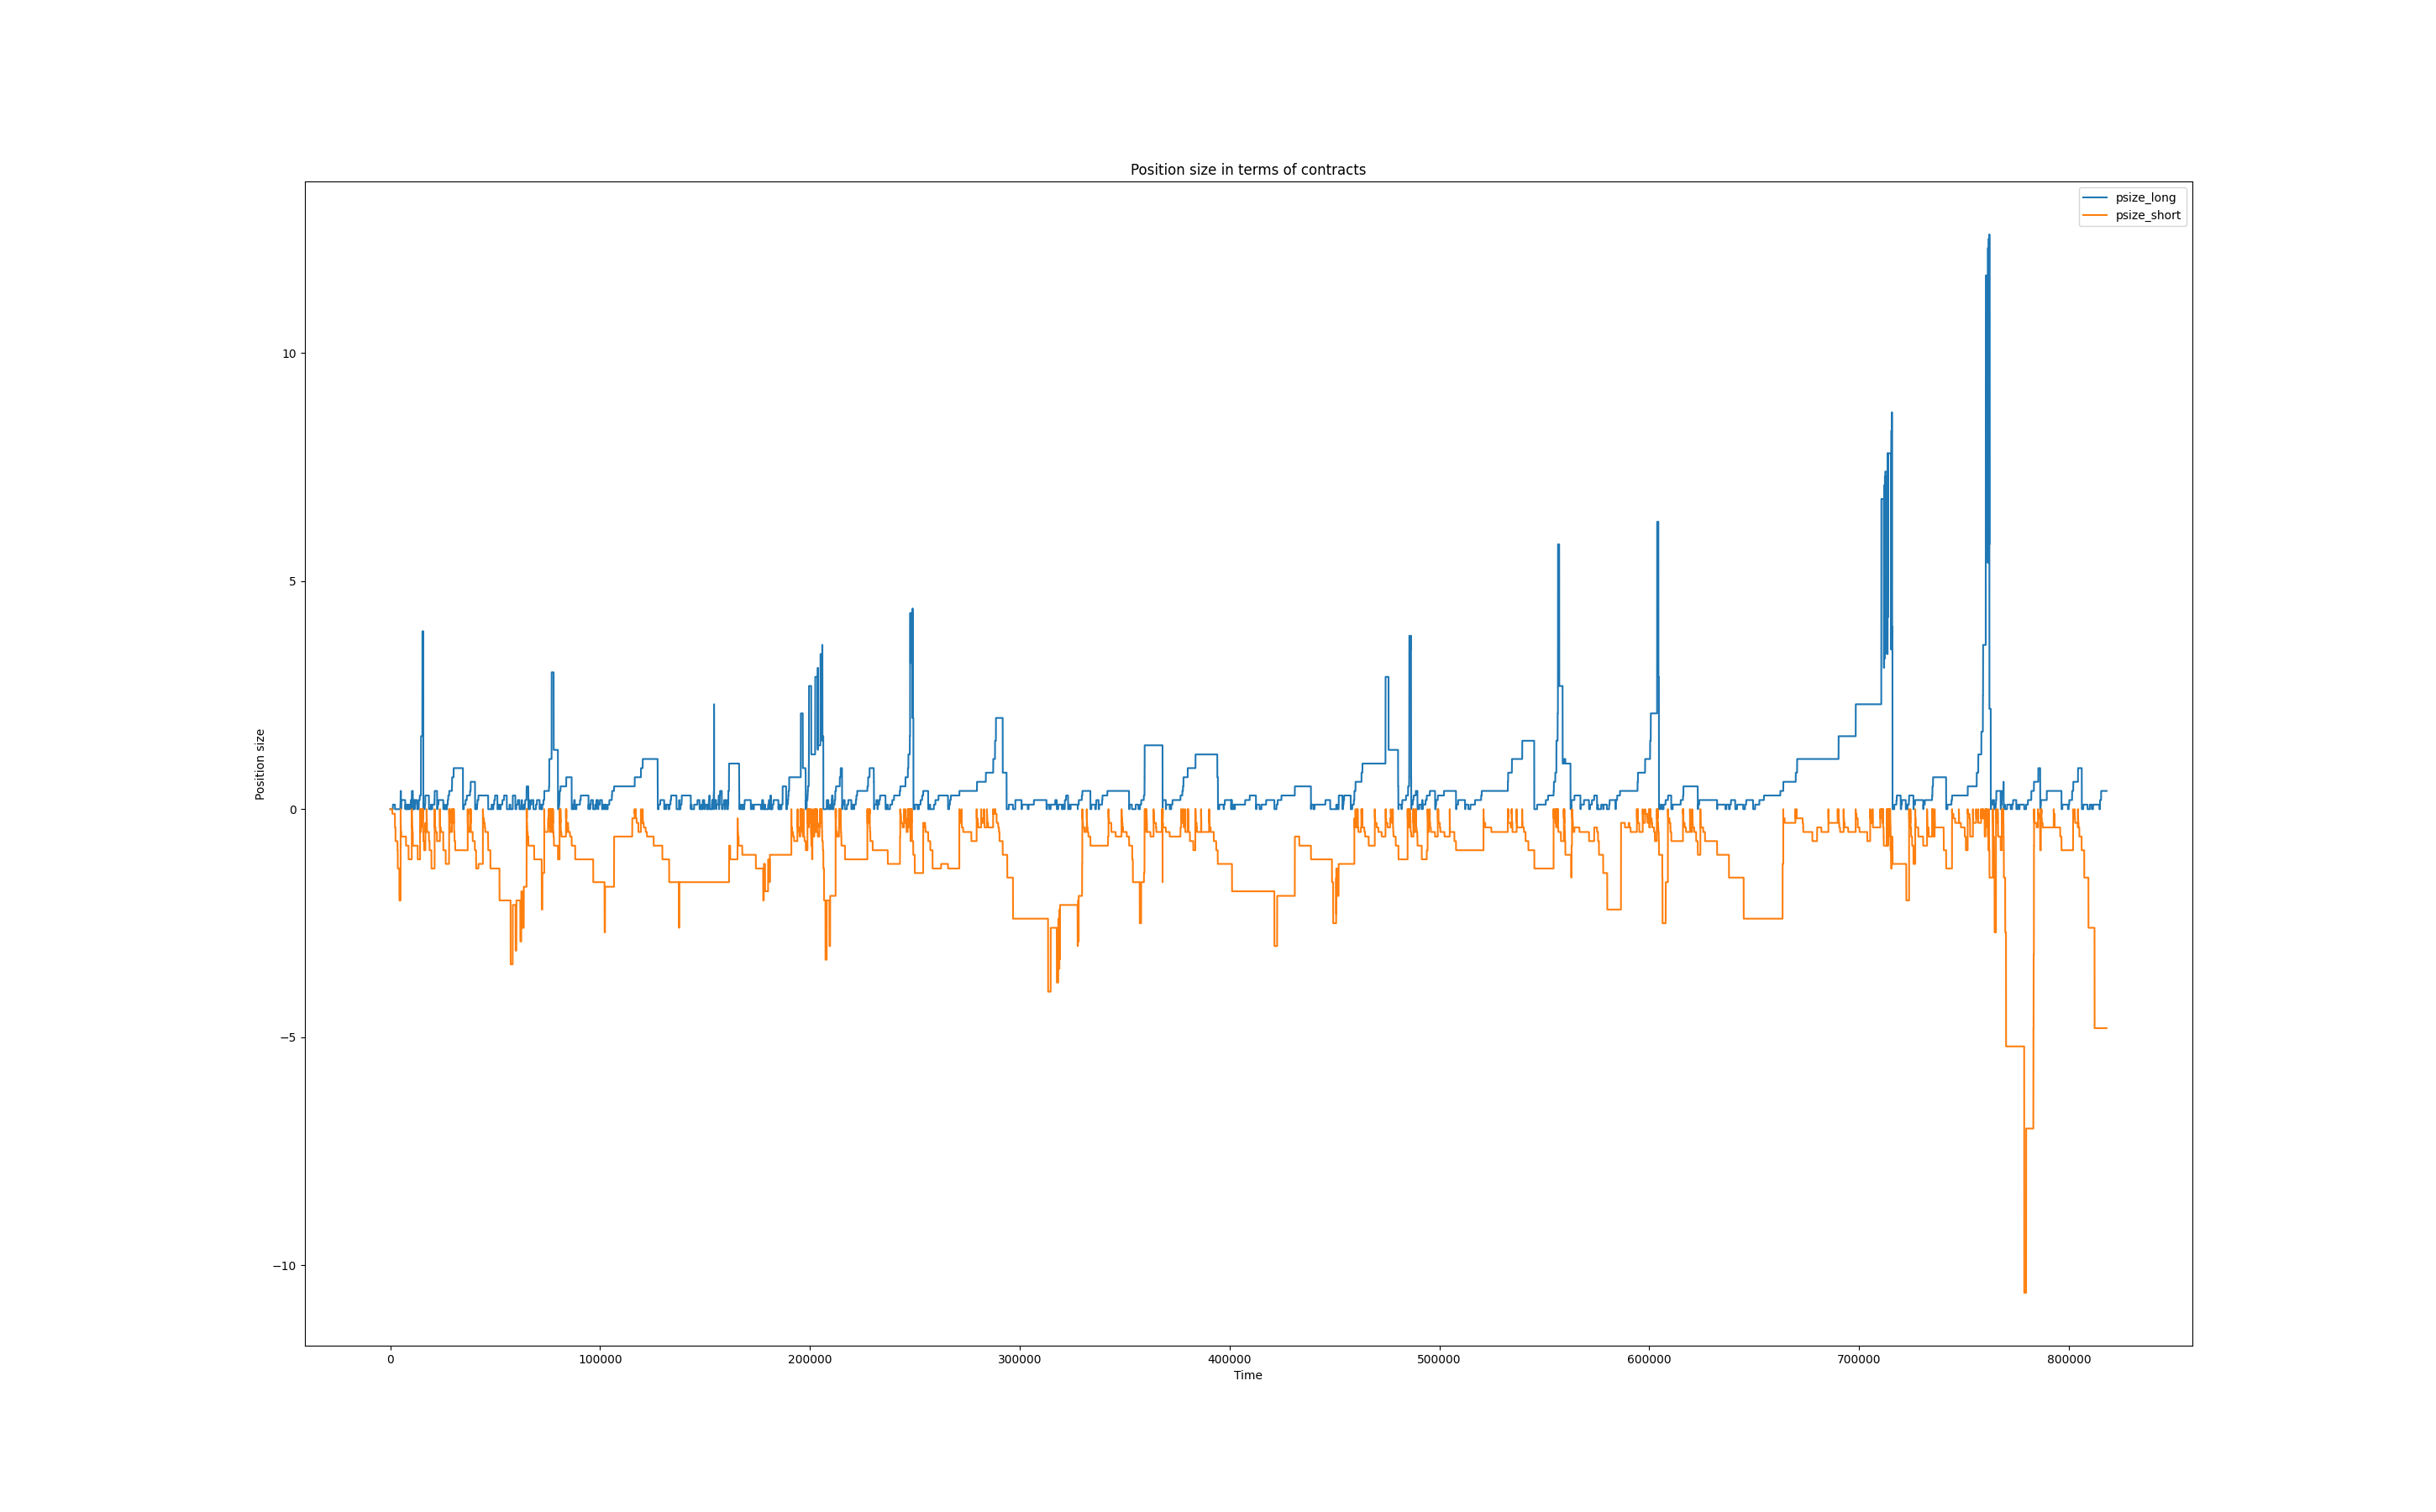 Position size in terms of contracts
psize_long
psize_short
Position size
10
5
0
−5
−10
0 100000 200000 300000 400000 500000 600000 700000 800000
Time